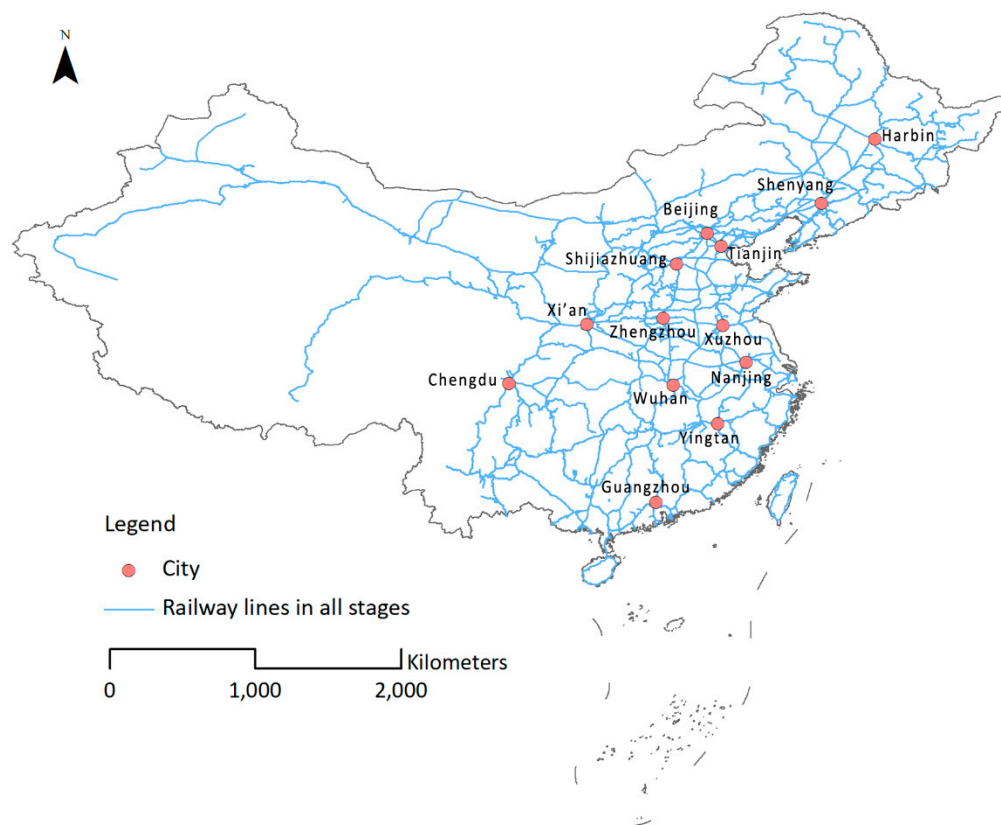 N
Harbin
Shenyang
Beijing
Tianjin
Shijiazhuang
Xi'an
Zhengzhou
Xuzhou
Nanjing
Chengdu
Wuhan
Yingtan
Guangzhou
Legend
City
Railway lines in all stages
Kilometers
0 1,000 2,000